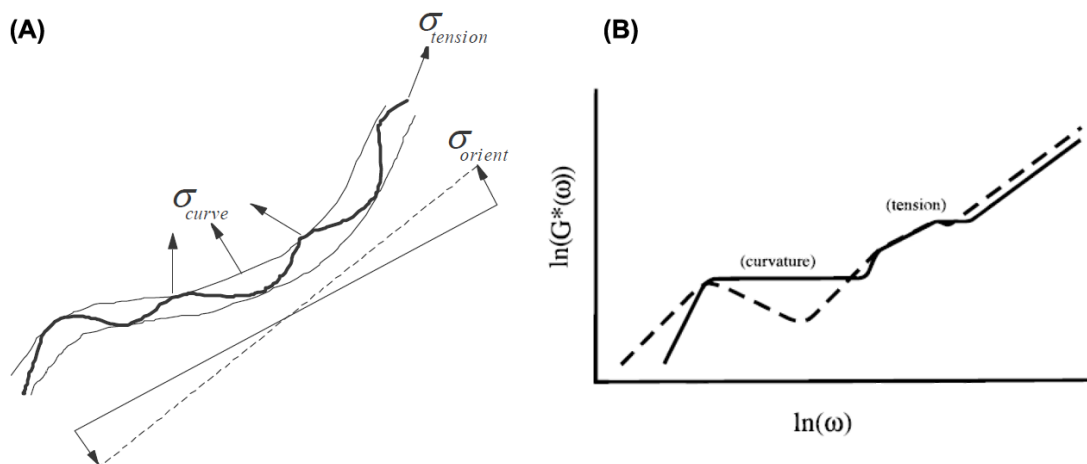 (A)
σtension
σorient
σcurve
(B)
ln(G*(ω))
(tension)
(curvature)
ln(ω)